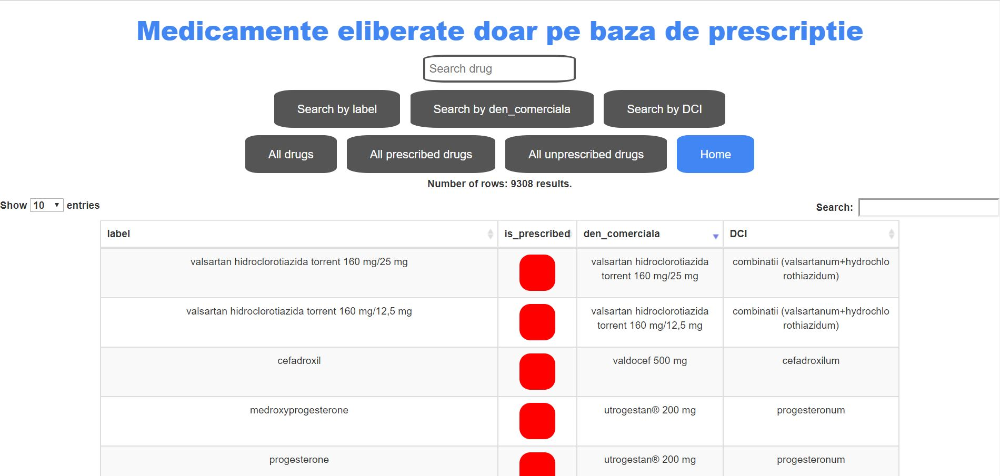 Medicamente eliberate doar pe baza de prescriptie
Search drug
Search by label Search by den_comerciala Search by DCI
All drugs All prescribed drugs All unprescribed drugs Home
Number of rows: 9308 results.
Show 10 entries Search:
label is_prescribed den_comerciala DCI
valsartan hidroclorotiazida torrent 160 mg/25 mg valsartan hidroclorotiazida combinatii (valsartanum+hydrochlo
torrent 160 mg/25 mg rothiazidum)
valsartan hidroclorotiazida torrent 160 mg/12,5 mg valsartan hidroclorotiazida combinatii (valsartanum+hydrochlo
torrent 160 mg/12,5 mg rothiazidum)
cefadroxil valdocef 500 mg cefadroxilum
medroxyprogesterone utrogestan® 200 mg progesteronum
progesterone utrogestan® 200 mg progesteronum